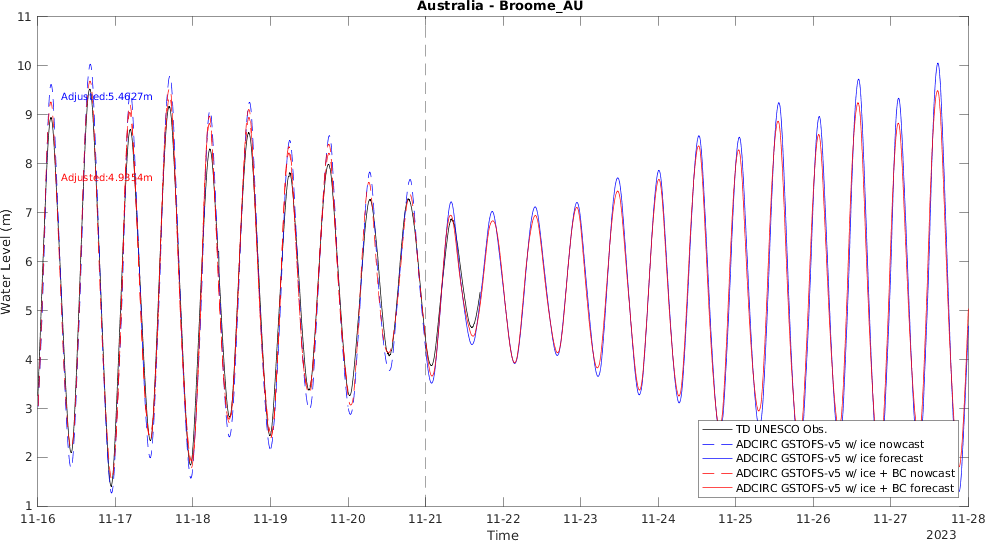 Australia - Broome_AU
11
10
9
8
7
6
5
4
3
2
1
Water Level (m)
Adjusted:5.4627m
Adjusted:4.9354m
TD UNESCO Obs.
ADCIRC GSTOFS-v5 w/ ice nowcast
ADCIRC GSTOFS-v5 w/ ice forecast
ADCIRC GSTOFS-v5 w/ ice + BC nowcast
ADCIRC GSTOFS-v5 w/ ice + BC forecast
11-16 11-17 11-18 11-19 11-20 11-21 11-22 11-23 11-24 11-25 11-26 11-27 11-28
Time
2023